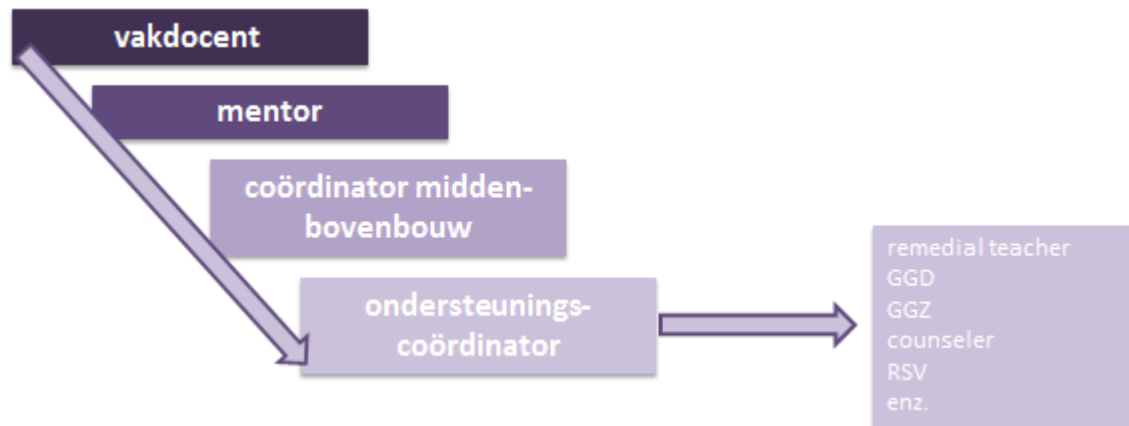 vakdocent
mentor
coördinator midden-
bovenbouw
ondersteunings-
coördinator
remedial teacher
GGD
GGZ
counseler
RSV
enz.